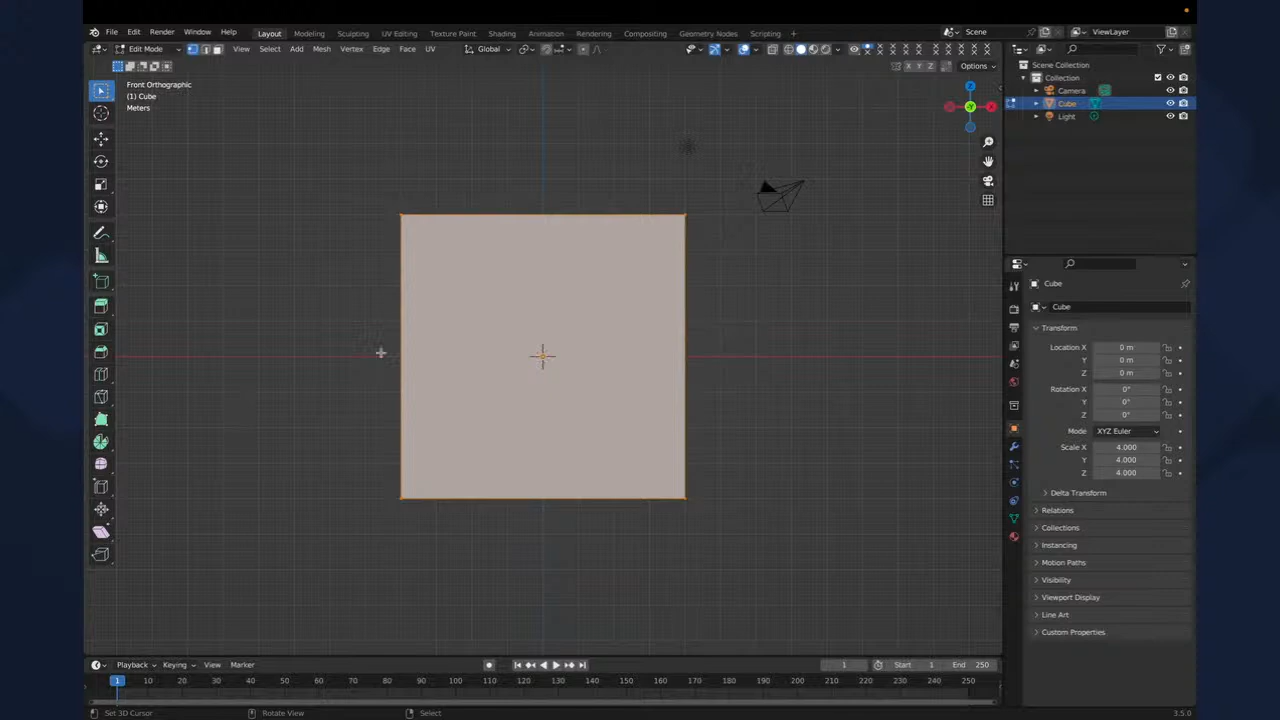 File Edit Render Window Help Layout Modeling Sculpting UV Editing Texture Paint Shading Animation Rendering Compositing Geometry Nodes Scripting Scene ViewLayer
Edit Mode View Select Add Mesh Vertex Edge Face UV Global
X Y Z Options
Front Orthographic
(1) Cube
Meters
Scene Collection
Collection
Camera
Cube
Light
Cube
Cube
Transform
Location X 0 m
Y 0 m
Z 0 m
Rotation X 0°
Y 0°
Z 0°
Mode XYZ Euler
Scale X 4.000
Y 4.000
Z 4.000
Delta Transform
Relations
Collections
Instancing
Motion Paths
Visibility
Viewport Display
Line Art
Custom Properties
Playback Keying View Marker 1 Start 1 End 250
1 10 20 30 40 50 60 70 80 90 100 110 120 130 140 150 160 170 180 190 200 210 220 230 240 250
Set 3D Cursor Rotate View Select 3.5.0